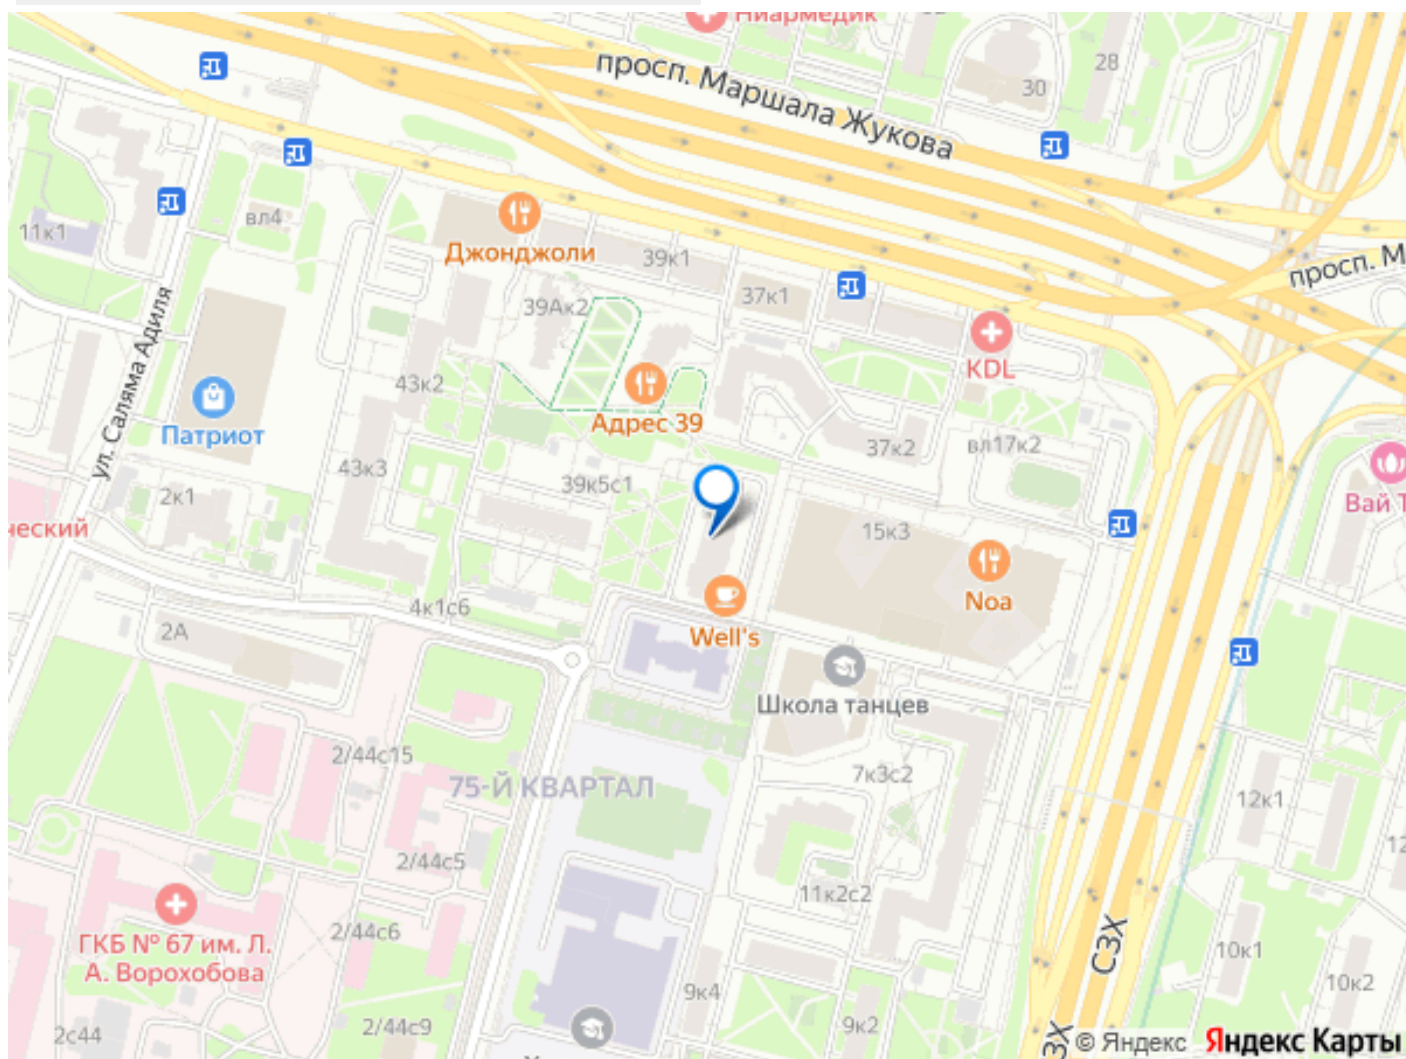 Ниармедик
просп. Маршала Жукова
28
30
11к1
вл4
Джонджоли
39к1
39Ак2
37к1
просп. М
KDL
ул. Саляма Адиля
43к2
Адрес 39
Патриот
37к2
вл17к2
43к3
39к5с1
2к1
Вай Т
ческий
15к3
Noa
4к1с6
2А
Well's
Школа танцев
2/44с15
75-Й КВАРТАЛ
7к3с2
12к1
12
2/44с5
11к2с2
ГКБ № 67 им. Л.
А. Ворохобова
2/44с6
СЗХ
10к1
10к2
9к4
2с44
2/44с9
9к2
ЗХ
© Яндекс Яндекс Карты